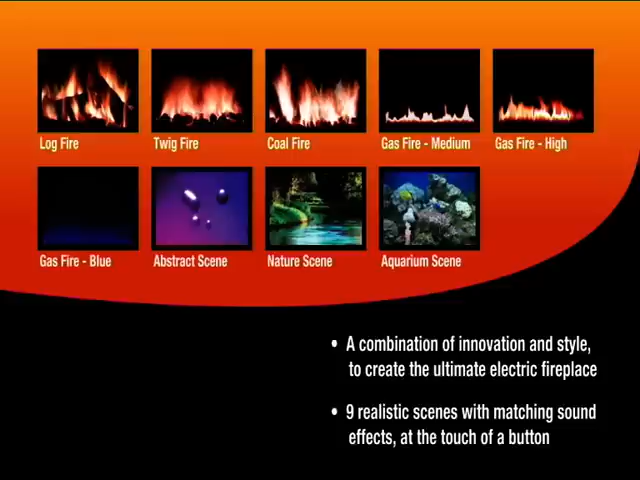 Log Fire
Twig Fire
Coal Fire
Gas Fire - Medium
Gas Fire - High
Gas Fire - Blue
Abstract Scene
Nature Scene
Aquarium Scene
• A combination of innovation and style,
to create the ultimate electric fireplace
• 9 realistic scenes with matching sound
effects, at the touch of a button